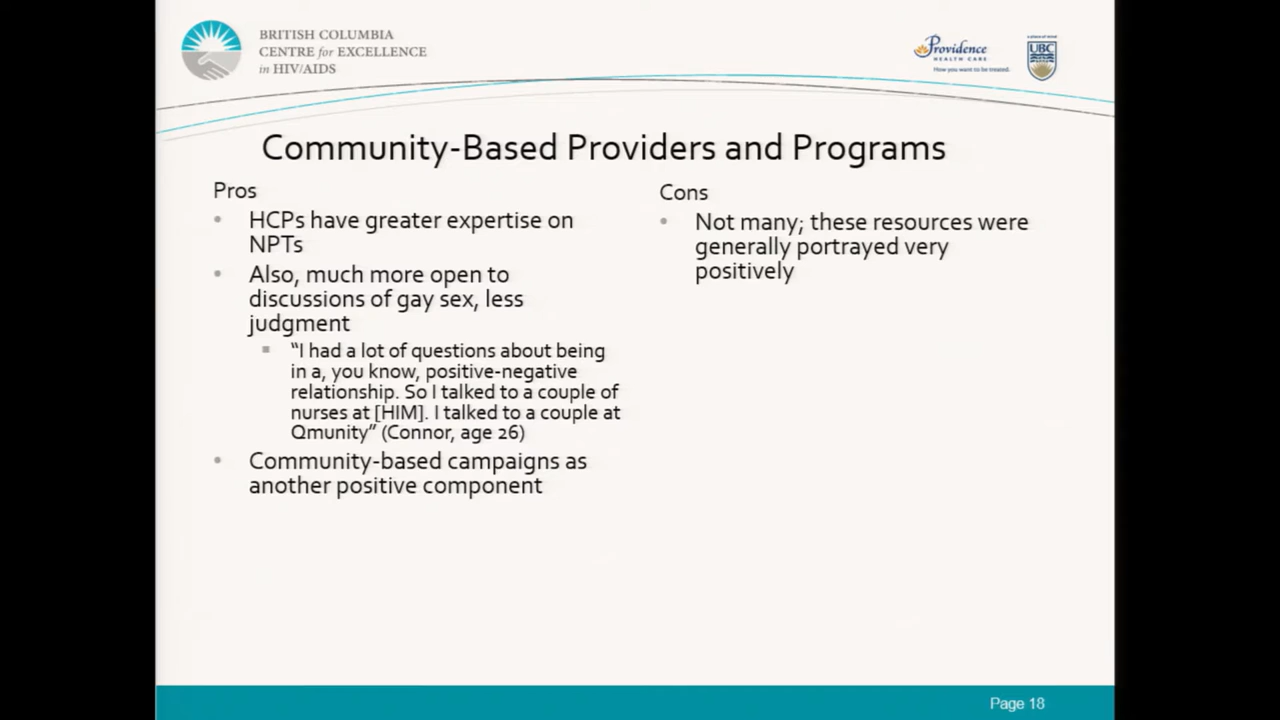 BRITISH COLUMBIA
CENTRE for EXCELLENCE
in HIV/AIDS
Providence
HEALTH CARE
How you want to be treated.
a place of mind
UBC
Community-Based Providers and Programs
Pros
• HCPs have greater expertise on
NPTs
• Also, much more open to
discussions of gay sex, less
judgment
▪ “I had a lot of questions about being
in a, you know, positive-negative
relationship. So I talked to a couple of
nurses at [HIM]. I talked to a couple at
Qmunity” (Connor, age 26)
• Community-based campaigns as
another positive component
Cons
• Not many; these resources were
generally portrayed very
positively
Page 18